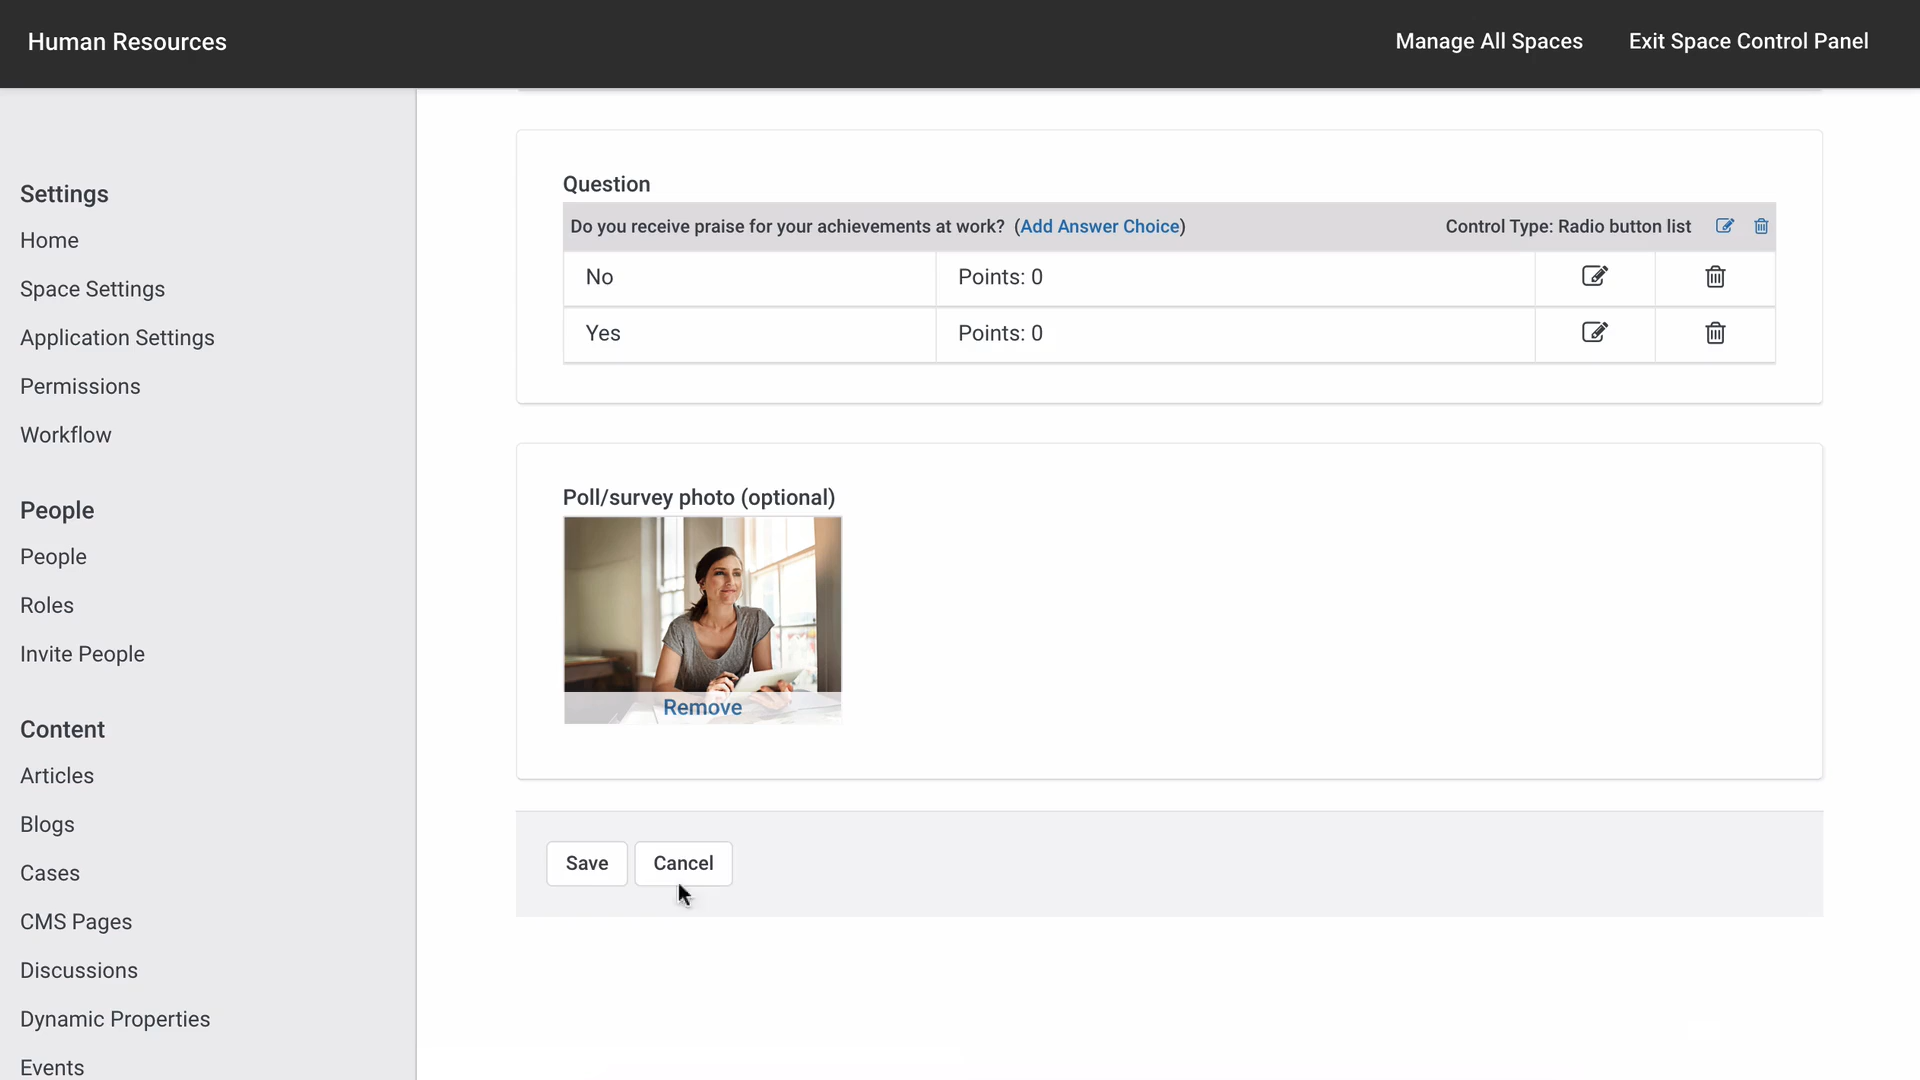 Human Resources
Manage All Spaces
Exit Space Control Panel
Settings
Home
Space Settings
Application Settings
Permissions
Workflow
People
People
Roles
Invite People
Content
Articles
Blogs
Cases
CMS Pages
Discussions
Dynamic Properties
Events
Question
Do you receive praise for your achievements at work? (Add Answer Choice)
Control Type: Radio button list
No
Points: 0
Yes
Points: 0
Poll/survey photo (optional)
Remove
Save
Cancel